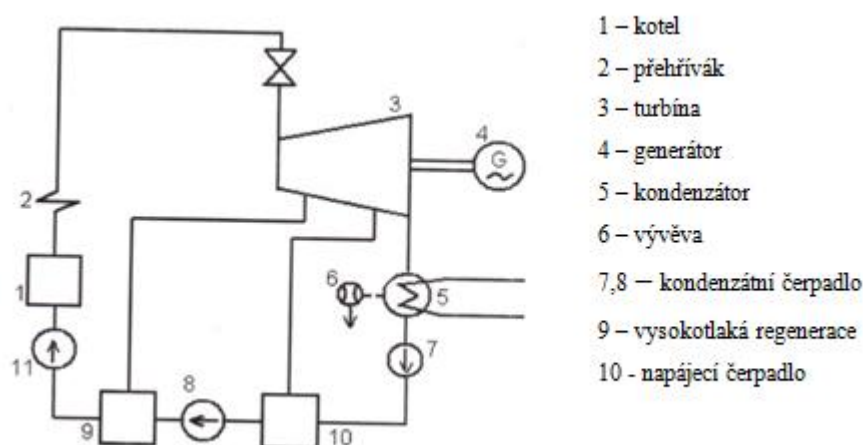 1 – kotel
2 – přehřívák
3 – turbína
4 – generátor
5 – kondenzátor
6 – vývěva
7,8 – kondenzátní čerpadlo
9 – vysokotlaká regenerace
10 - napájecí čerpadlo
3
4
G
2
1
6
5
7
11
8
9
10